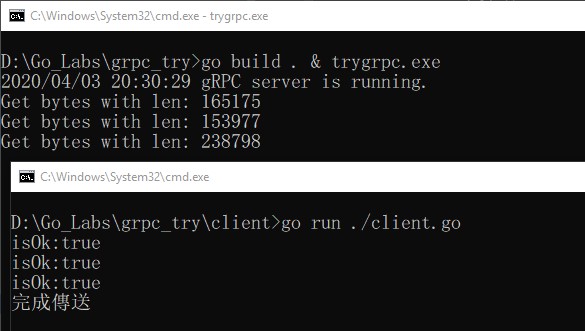 C:\Windows\System32\cmd.exe - trygrpc.exe
D:\Go_Labs\grpc_try>go build . & trygrpc.exe
2020/04/03 20:30:29 gRPC server is running.
Get bytes with len: 165175
Get bytes with len: 153977
Get bytes with len: 238798
C:\Windows\System32\cmd.exe
D:\Go_Labs\grpc_try\client>go run ./client.go
isOk:true
isOk:true
isOk:true
完成傳送